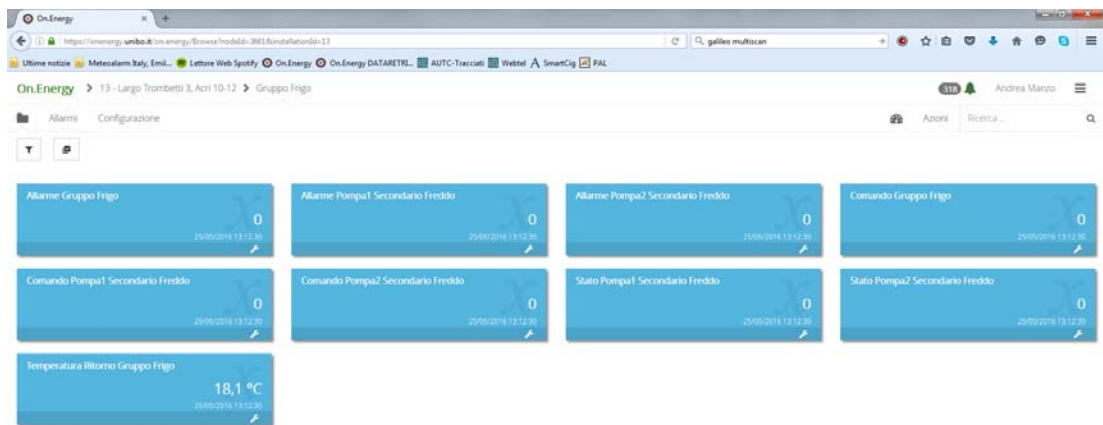 On.Energy
https://xmenergy.unibo.it/on.energy/Browse?nodeId=3661&installationId=13
galileo multiscan
Ultime notizie Meteoalarm Italy, Emil... Lettore Web Spotify On.Energy On.Energy DATARETRI... AUTC-Tracciati Webtel SmartCig PAL
On.Energy > 13 - Largo Trombetti 3, Acri 10-12 > Gruppo Frigo 318 Andrea Manzo
Allarmi Configurazione Azioni Ricerca ...
Allarme Gruppo Frigo
0
25/05/2016 13:12:30
Allarme Pompa1 Secondario Freddo
0
25/05/2016 13:12:30
Allarme Pompa2 Secondario Freddo
0
25/05/2016 13:12:30
Comando Gruppo Frigo
0
25/05/2016 13:12:30
Comando Pompa1 Secondario Freddo
0
25/05/2016 13:12:30
Comando Pompa2 Secondario Freddo
0
25/05/2016 13:12:30
Stato Pompa1 Secondario Freddo
0
25/05/2016 13:12:30
Stato Pompa2 Secondario Freddo
0
25/05/2016 13:12:30
Temperatura Ritorno Gruppo Frigo
18,1 °C
25/05/2016 13:12:30